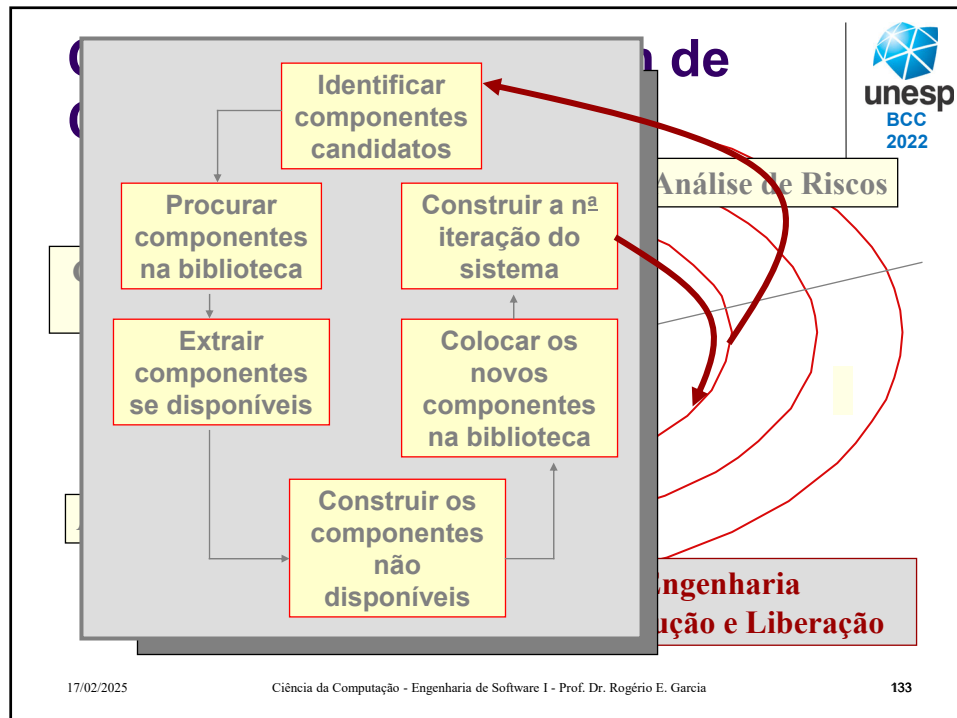 de
unesp
BCC
2022
Identificar
componentes
candidatos
Análise de Riscos
Procurar
componentes
na biblioteca
Construir a nª
iteração do
sistema
Extrair
componentes
se disponíveis
Colocar os
novos
componentes
na biblioteca
Construir os
componentes
não
disponíveis
Engenharia
ução e Liberação
17/02/2025
Ciência da Computação - Engenharia de Software I - Prof. Dr. Rogério E. Garcia
133